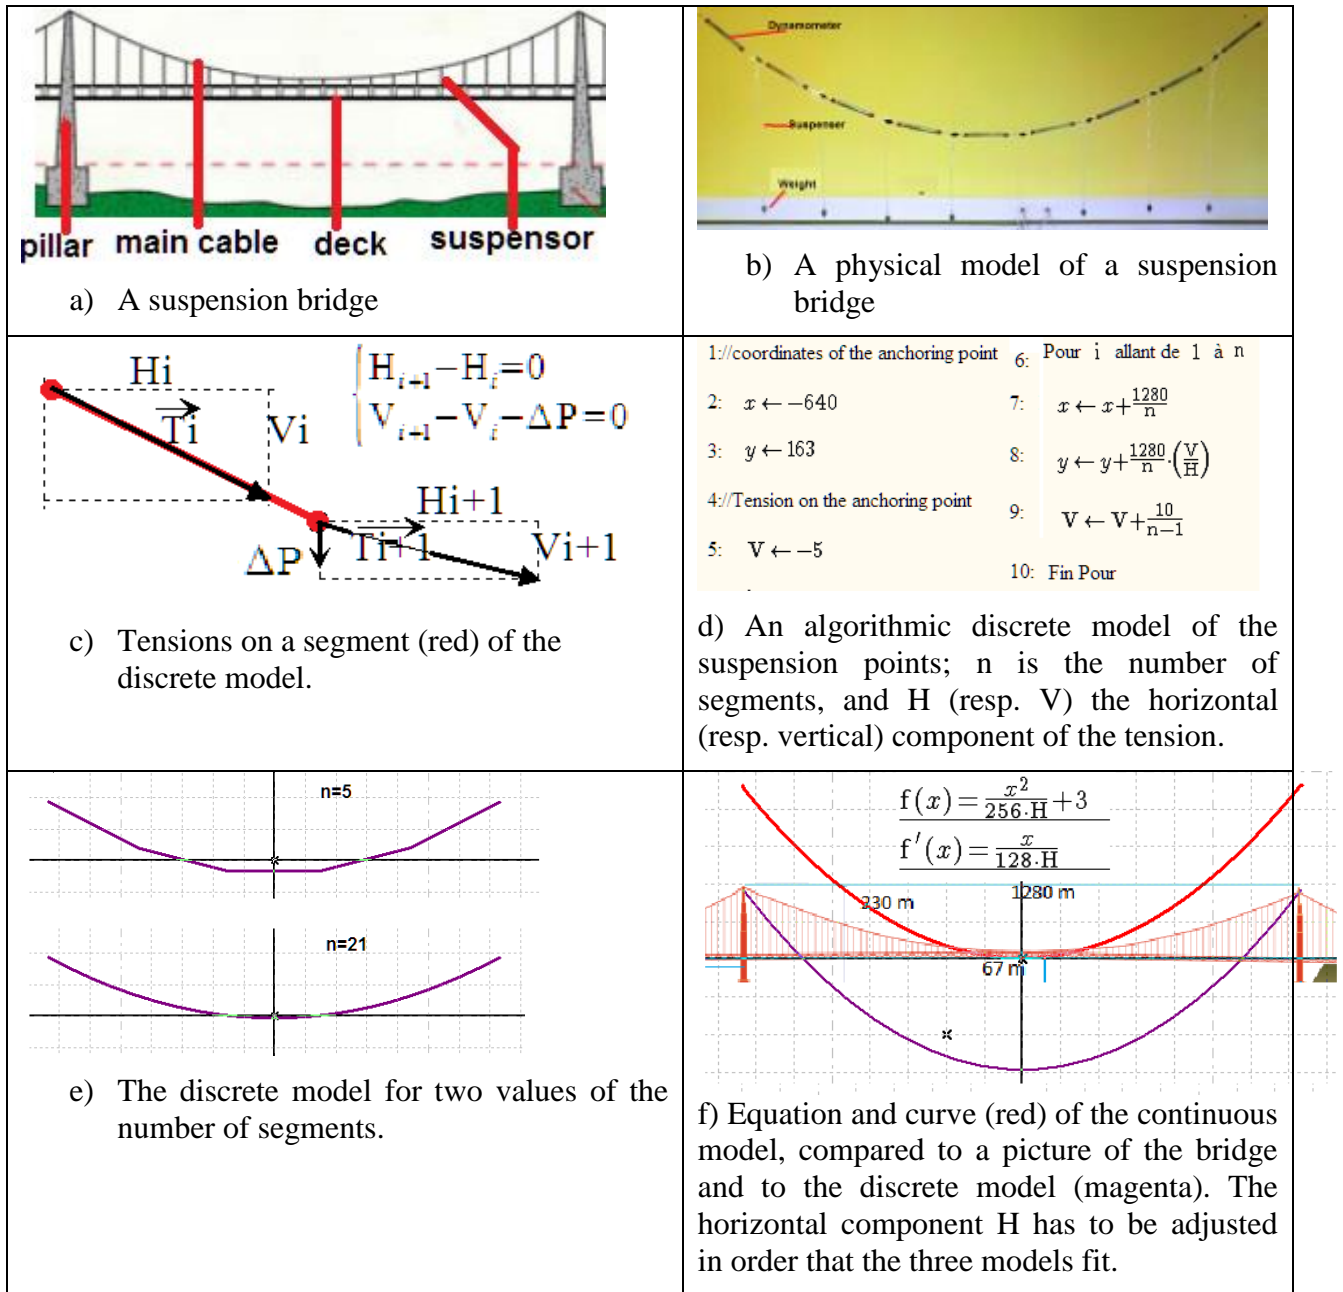 pillar main cable deck suspensor
a) A suspension bridge
Dynamometer
Suspenser
Weight
b) A physical model of a suspension
bridge
Hi
Ti
Vi
H_{i+1}−H_i=0
V_{i+1}−V_i−ΔP=0
Hi+1
Ti+1
Vi+1
ΔP
c) Tensions on a segment (red) of the
discrete model.
1://coordinates of the anchoring point
2: x ← −640
3: y ← 163
4://Tension on the anchoring point
5: V ← −5
6: Pour i allant de 1 à n
7: x ← x+\frac{1280}{n}
8: y ← y+\frac{1280}{n}·(\frac{V}{H})
9: V ← V+\frac{10}{n−1}
10: Fin Pour
d) An algorithmic discrete model of the
suspension points; n is the number of
segments, and H (resp. V) the horizontal
(resp. vertical) component of the tension.
n=5
n=21
e) The discrete model for two values of the
number of segments.
f(x)=\frac{x^2}{256·H}+3
f'(x)=\frac{x}{128·H}
230 m
1280 m
67 m
f) Equation and curve (red) of the continuous
model, compared to a picture of the bridge
and to the discrete model (magenta). The
horizontal component H has to be adjusted
in order that the three models fit.